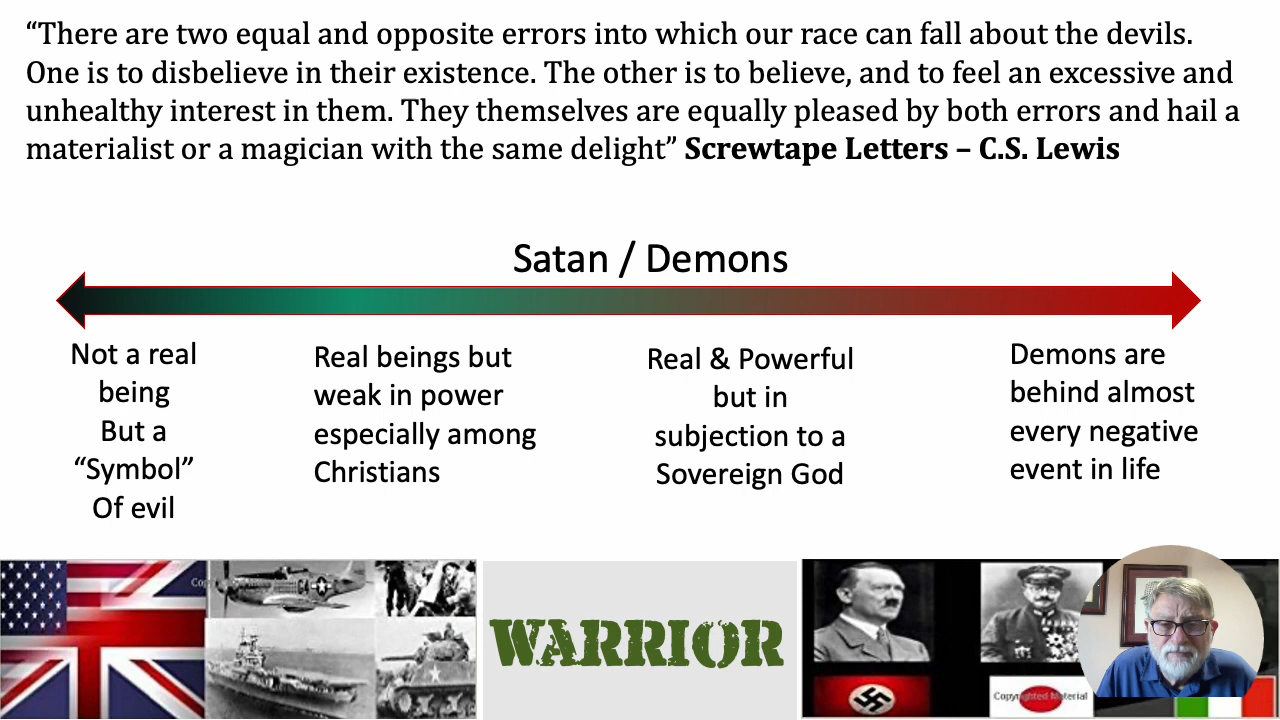 “There are two equal and opposite errors into which our race can fall about the devils.
One is to disbelieve in their existence. The other is to believe, and to feel an excessive and
unhealthy interest in them. They themselves are equally pleased by both errors and hail a
materialist or a magician with the same delight” Screwtape Letters – C.S. Lewis
Satan / Demons
Not a real
being
But a
“Symbol”
Of evil
Real beings but
weak in power
especially among
Christians
Real & Powerful
but in
subjection to a
Sovereign God
Demons are
behind almost
every negative
event in life
WARRIOR
Copyrighted Material